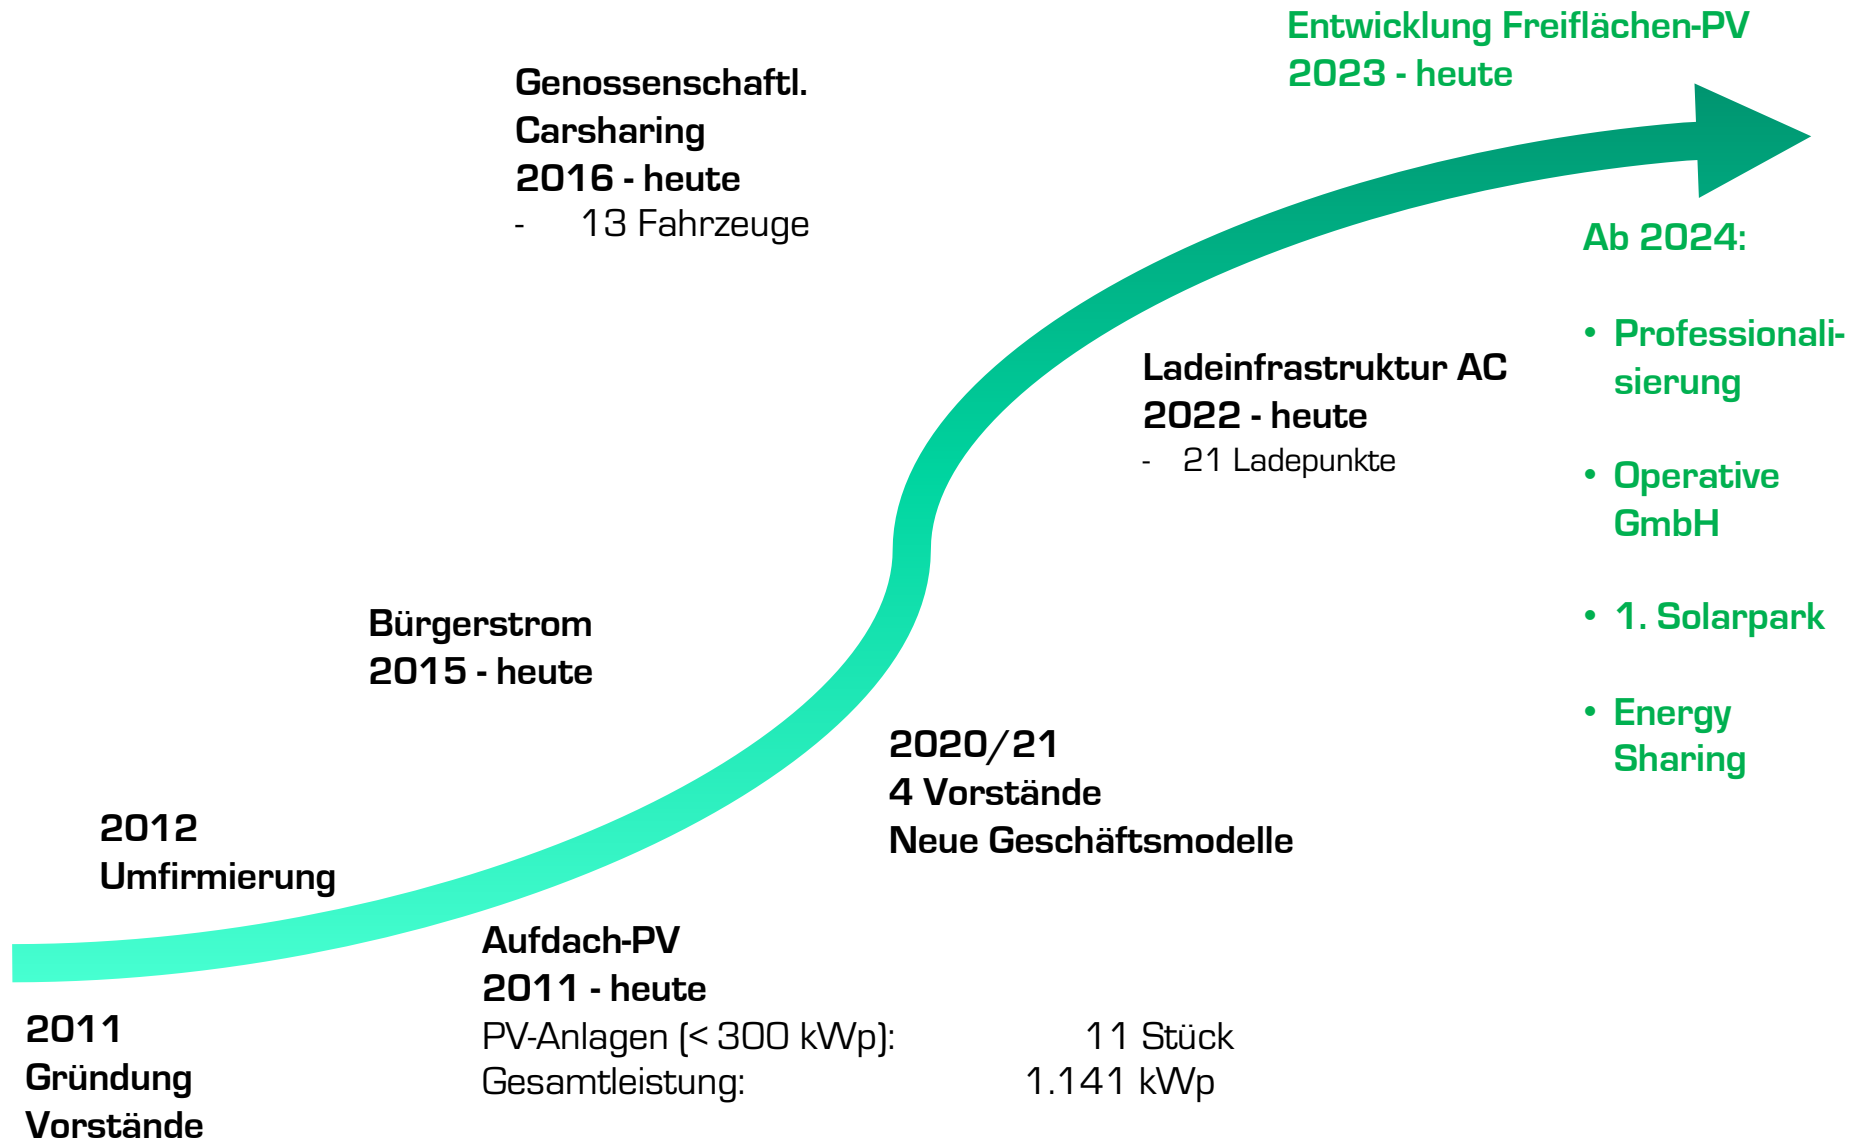 Entwicklung Freiflächen-PV
2023 - heute
Genossenschaftl.
Carsharing
2016 - heute
- 13 Fahrzeuge
Ab 2024:
• Professionali-
sierung
• Operative
GmbH
• 1. Solarpark
• Energy
Sharing
Ladeinfrastruktur AC
2022 - heute
- 21 Ladepunkte
Bürgerstrom
2015 - heute
2020/21
4 Vorstände
Neue Geschäftsmodelle
2012
Umfirmierung
Aufdach-PV
2011 - heute
PV-Anlagen (< 300 kWp): 11 Stück
Gesamtleistung: 1.141 kWp
2011
Gründung
Vorstände